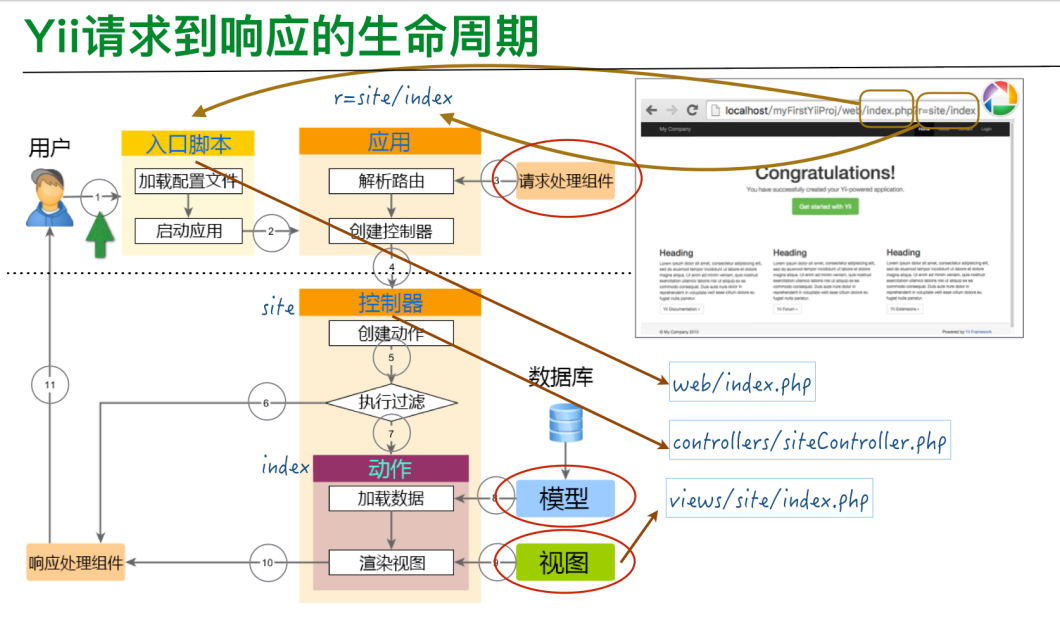 Yii请求到响应的生命周期
r=site/index
localhost/myFirstYiiProj/web/index.php?r=site/index
My Company
Home
Login
Congratulations!
You have successfully created your Yii-powered application.
Get started with Yii
Heading
Heading
Heading
Yii Documentation »
Yii Forum »
Yii Extensions »
© My Company 2013
Powered by Yii Framework
用户
入口脚本
加载配置文件
启动应用
应用
解析路由
创建控制器
请求处理组件
1
2
3
4
site
控制器
创建动作
5
执行过滤
6
7
index
动作
加载数据
渲染视图
数据库
模型
视图
8
9
10
11
响应处理组件
web/index.php
controllers/siteController.php
views/site/index.php